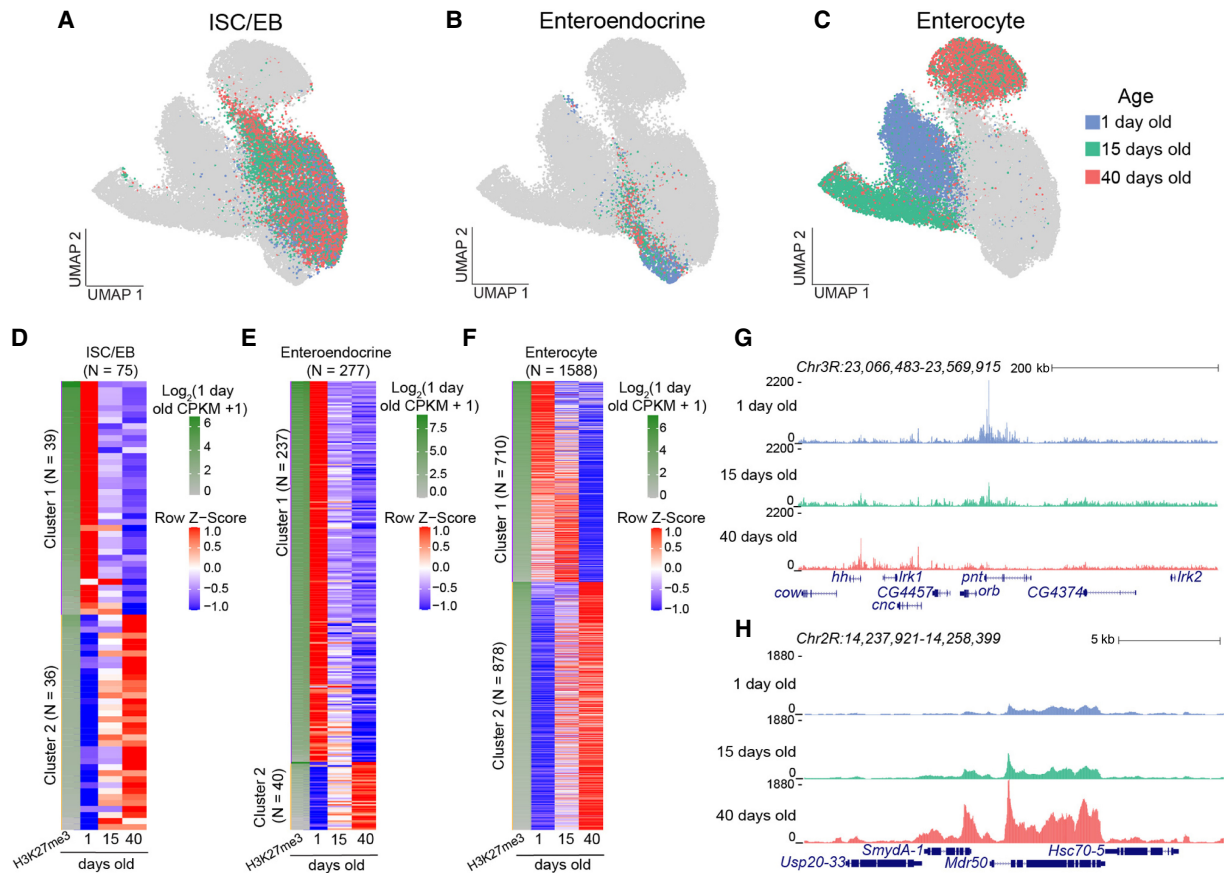 A
ISC/EB
UMAP 2
UMAP 1
B
Enteroendocrine
UMAP 2
UMAP 1
C
Enterocyte
UMAP 2
UMAP 1
Age
1 day old
15 days old
40 days old
D
ISC/EB
(N = 75)
Cluster 1 (N = 39)
Cluster 2 (N = 36)
H3K27me3
1
15
40
days old
Log2(1 day
old CPKM +1)
6
4
2
0
Row Z−Score
1.0
0.5
0.0
−0.5
−1.0
E
Enteroendocrine
(N = 277)
Cluster 1 (N = 237)
Cluster 2
(N = 40)
H3K27me3
1
15
40
days old
Log2(1 day
old CPKM + 1)
7.5
5.0
2.5
0.0
Row Z−Score
1.0
0.5
0.0
−0.5
−1.0
F
Enterocyte
(N = 1588)
Cluster 1 (N = 710)
Cluster 2 (N = 878)
H3K27me3
1
15
40
days old
Log2(1 day
old CPKM + 1)
6
4
2
0
Row Z−Score
1.0
0.5
0.0
−0.5
−1.0
G
Chr3R:23,066,483-23,569,915
200 kb
2200
1 day old
0
2200
15 days old
0
2200
40 days old
0
hh
Irk1
pnt
cow
CG4457
orb
CG4374
Irk2
cnc
H
Chr2R:14,237,921-14,258,399
5 kb
1880
1 day old
0
1880
15 days old
0
1880
40 days old
0
SmydA-1
Hsc70-5
Usp20-33
Mdr50